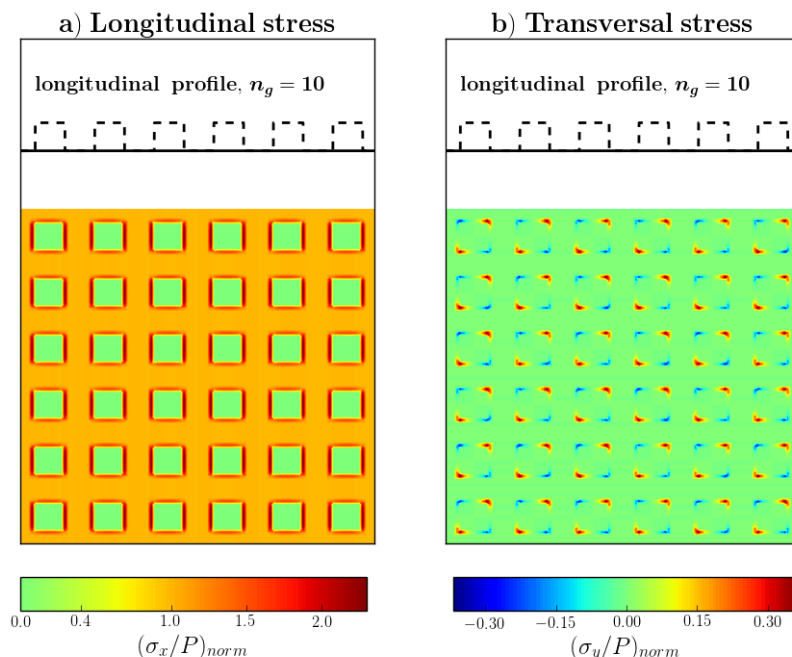 a) Longitudinal stress
b) Transversal stress
longitudinal profile, n_g = 10
longitudinal profile, n_g = 10
0.0 0.4 1.0 1.5 2.0
(σ_x/P)_norm
−0.30 −0.15 0.00 0.15 0.30
(σ_y/P)_norm